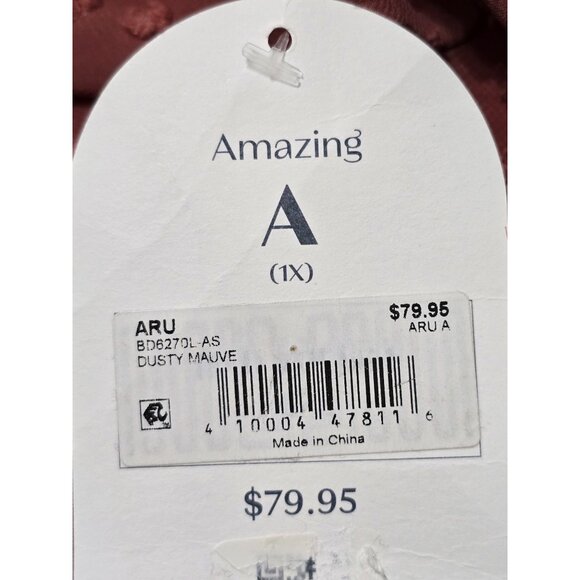 Amazing
A
(1X)
ARU $79.95
BD6270L-AS ARU A
DUSTY MAUVE
4 10004 47811 6
Made in China
$79.95